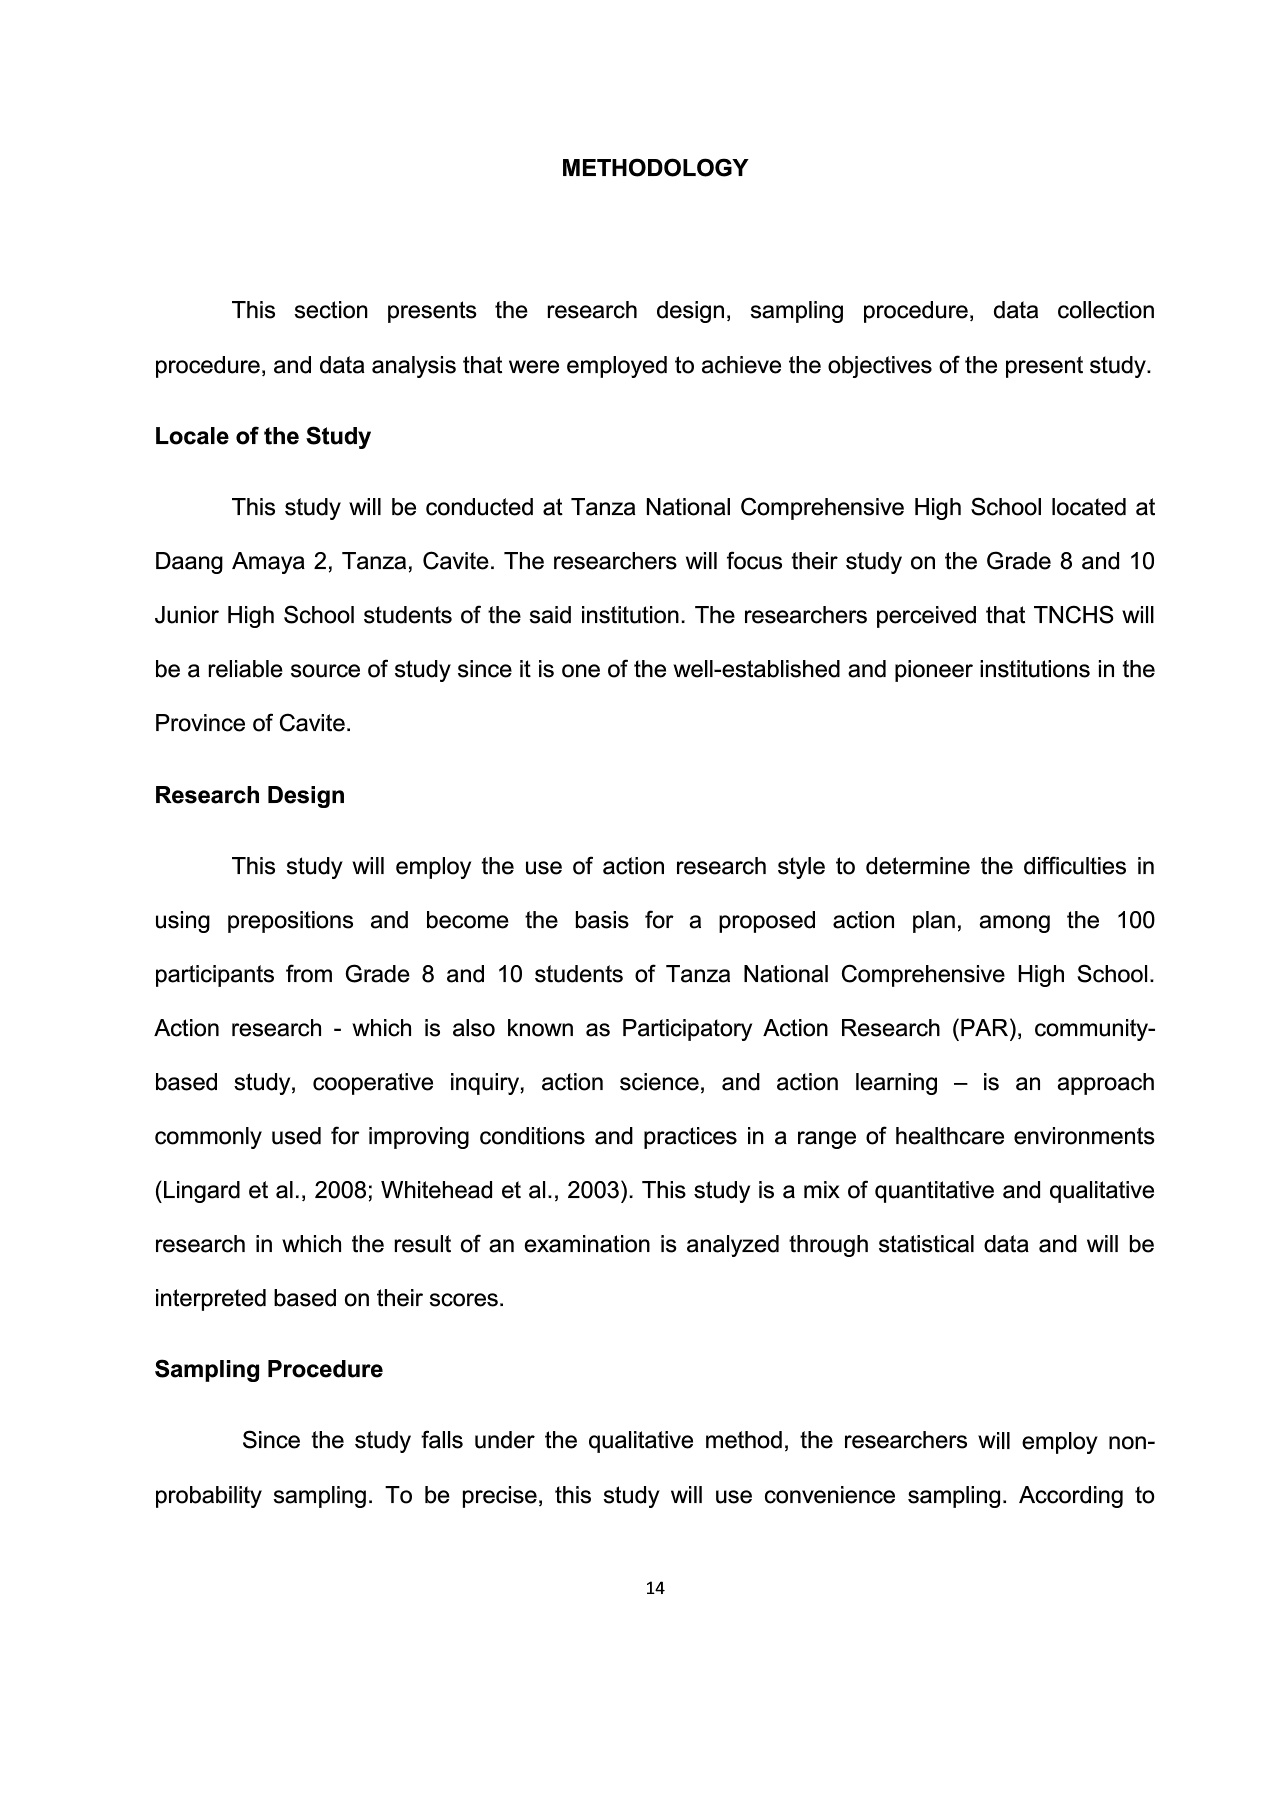 METHODOLOGY
This section presents the research design, sampling procedure, data collection
procedure, and data analysis that were employed to achieve the objectives of the present study.
Locale of the Study
This study will be conducted at Tanza National Comprehensive High School located at
Daang Amaya 2, Tanza, Cavite. The researchers will focus their study on the Grade 8 and 10
Junior High School students of the said institution. The researchers perceived that TNCHS will
be a reliable source of study since it is one of the well-established and pioneer institutions in the
Province of Cavite.
Research Design
This study will employ the use of action research style to determine the difficulties in
using prepositions and become the basis for a proposed action plan, among the 100
participants from Grade 8 and 10 students of Tanza National Comprehensive High School.
Action research - which is also known as Participatory Action Research (PAR), community-
based study, cooperative inquiry, action science, and action learning – is an approach
commonly used for improving conditions and practices in a range of healthcare environments
(Lingard et al., 2008; Whitehead et al., 2003). This study is a mix of quantitative and qualitative
research in which the result of an examination is analyzed through statistical data and will be
interpreted based on their scores.
Sampling Procedure
Since the study falls under the qualitative method, the researchers will employ non-
probability sampling. To be precise, this study will use convenience sampling. According to
14